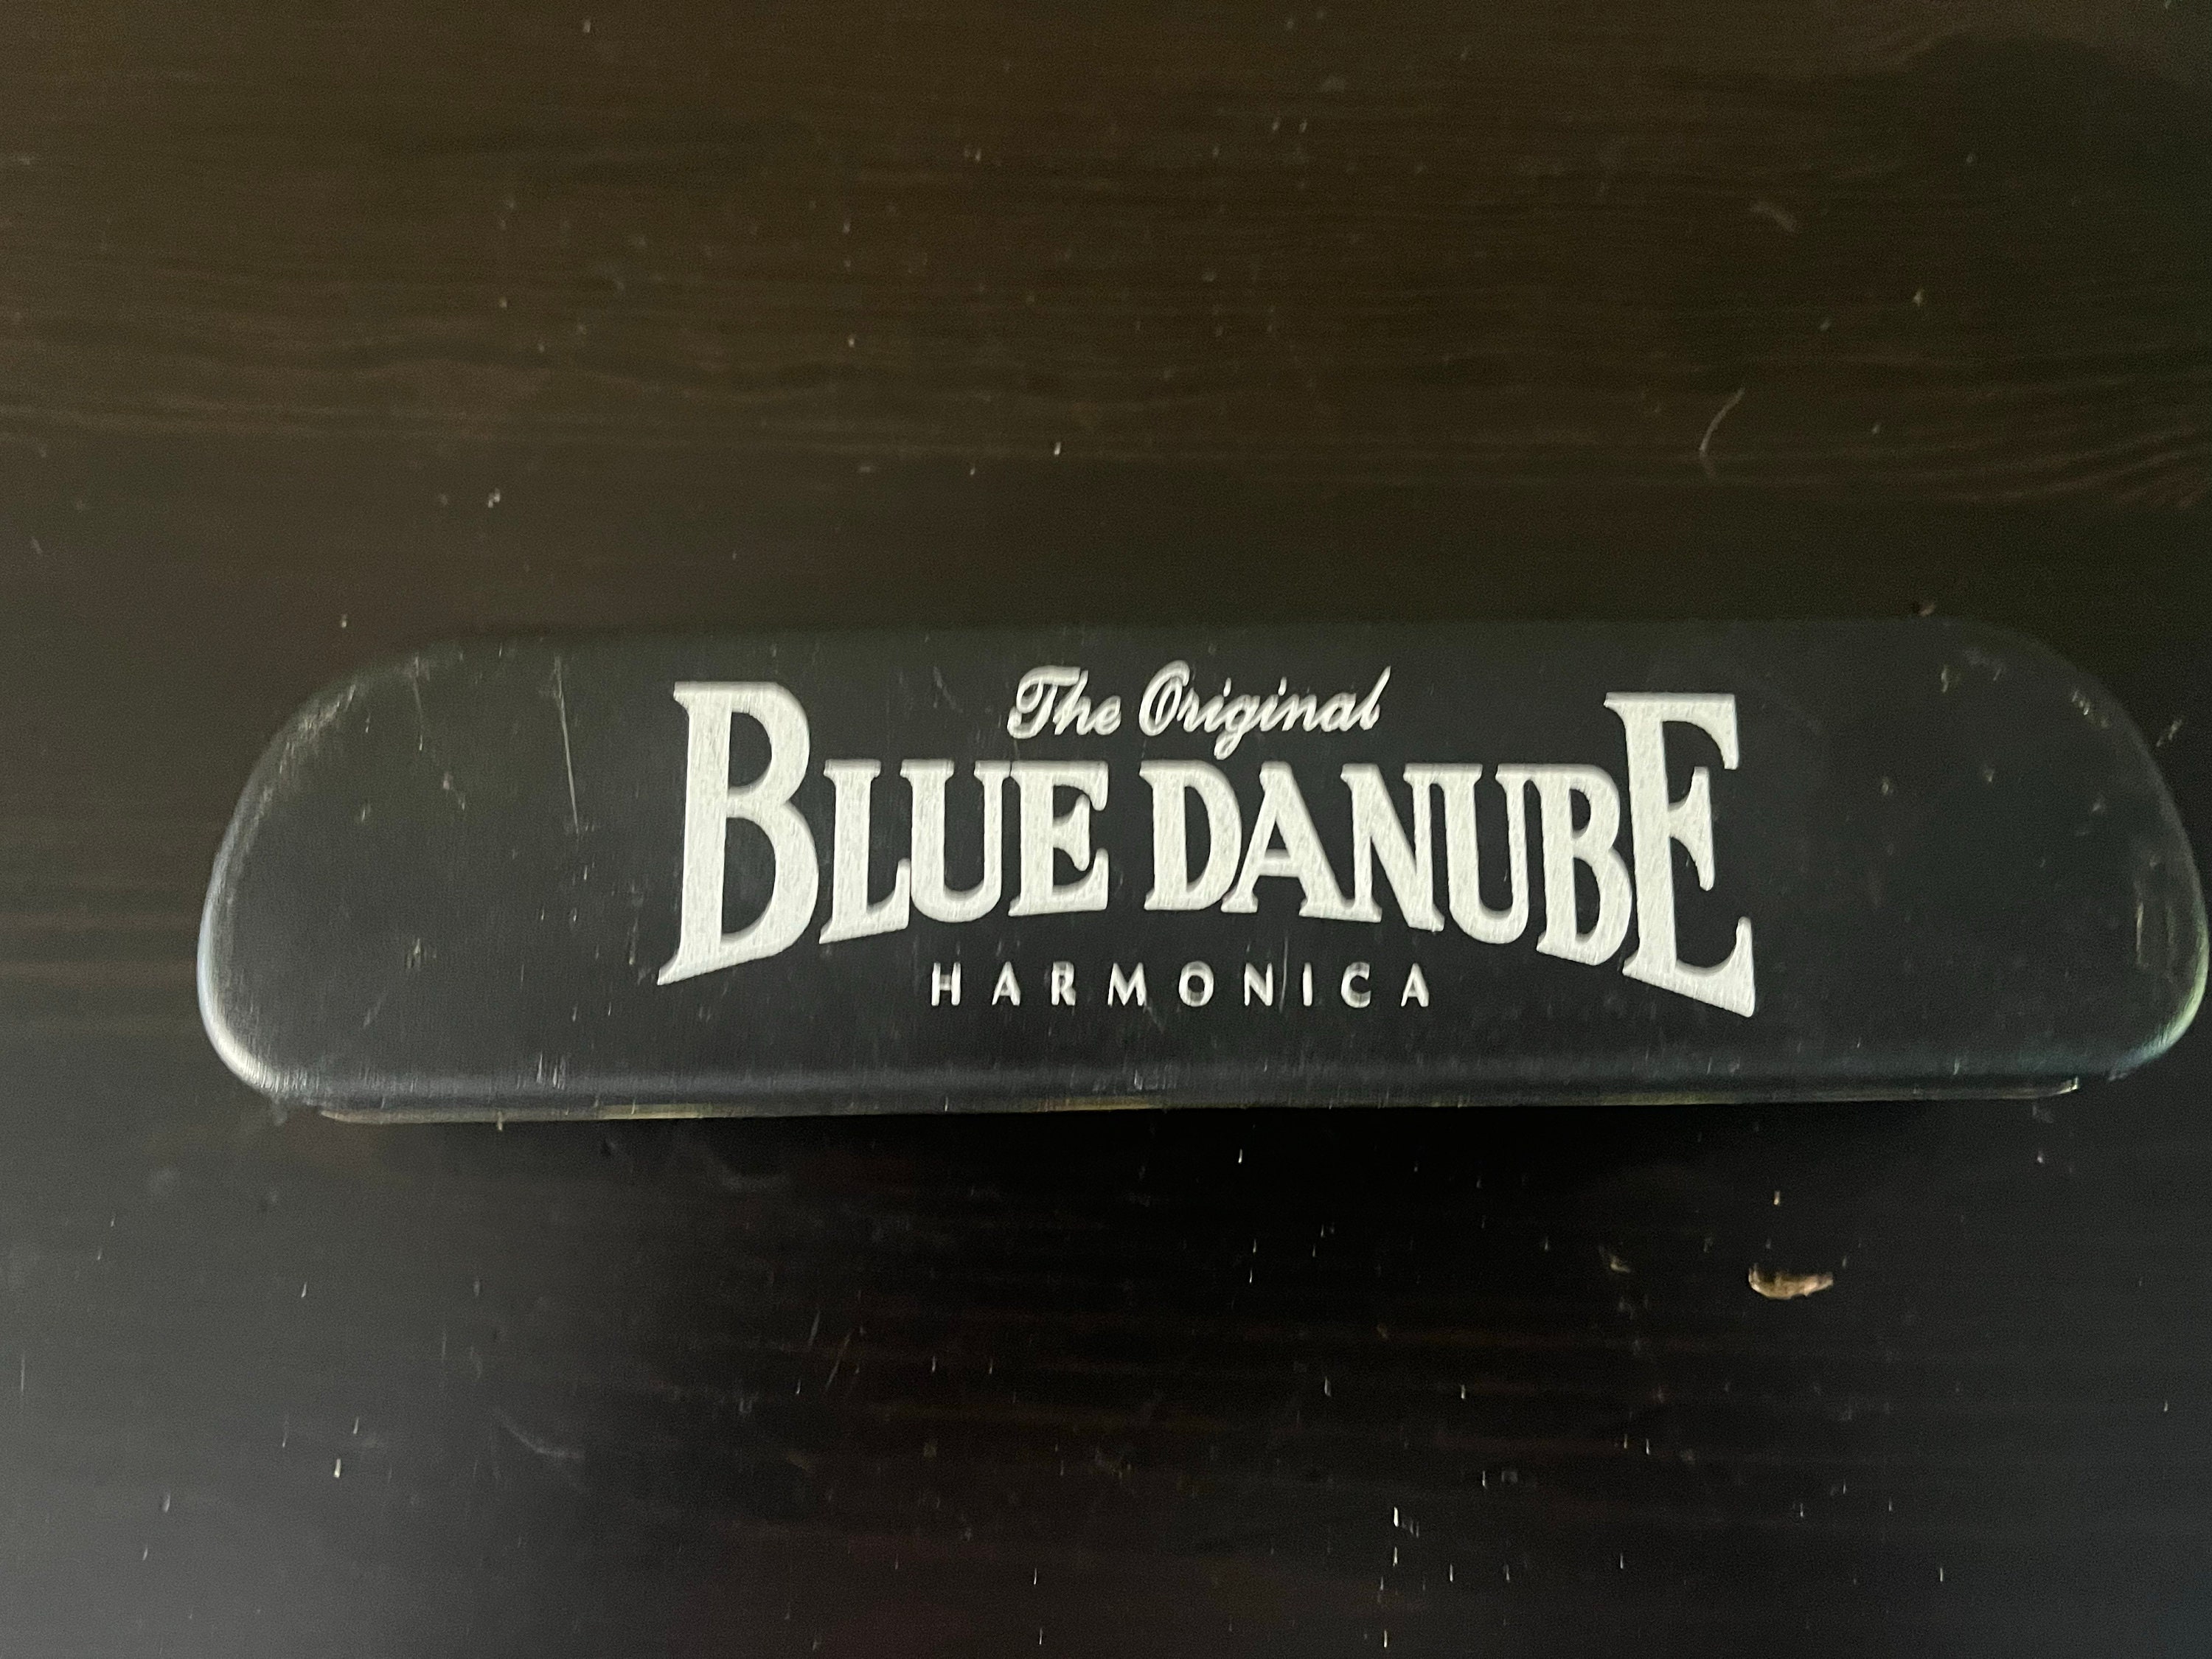 The Original
BLUE DANUBE
HARMONICA